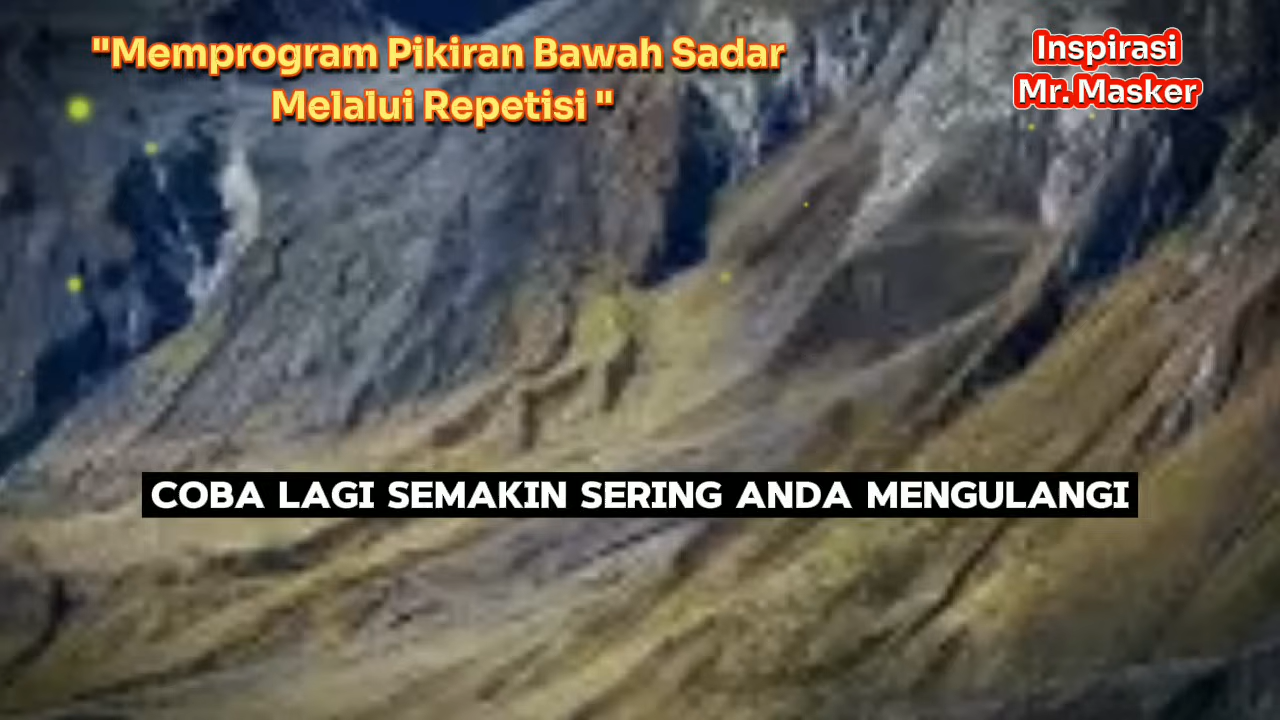 "Memprogram Pikiran Bawah Sadar
Melalui Repetisi "
Inspirasi
Mr. Masker
COBA LAGI SEMAKIN SERING ANDA MENGULANGI